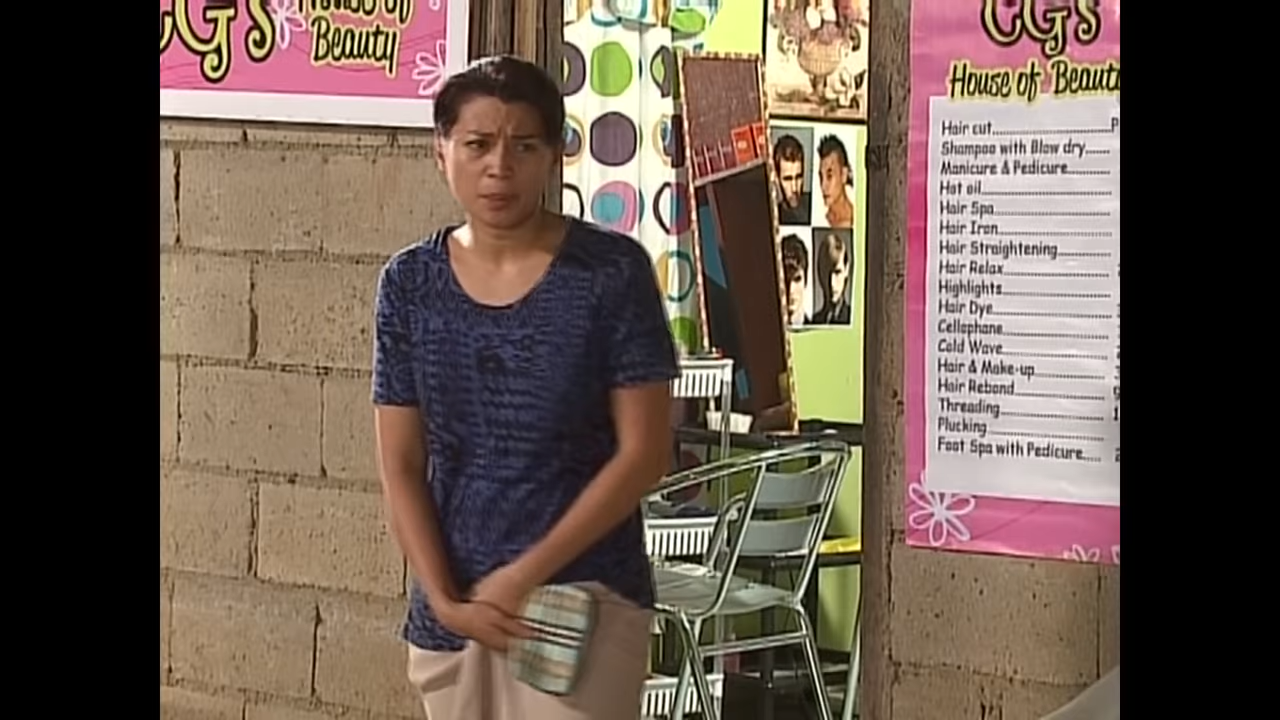 CG's
House of
Beauty
CG's
House of Beauty
Hair cut....................P
Shampoo with Blow dry......
Manicure & Pedicure..........
Hot oil..........................
Hair Spa........................
Hair Iron.......................
Hair Straightening............
Hair Relax.....................
Highlights......................
Hair Dye.......................
Cellophane.....................
Cold Wave......................
Hair & Make-up...............
Hair Rebond...................
Threading......................
Plucking........................
Foot Spa with Pedicure.....